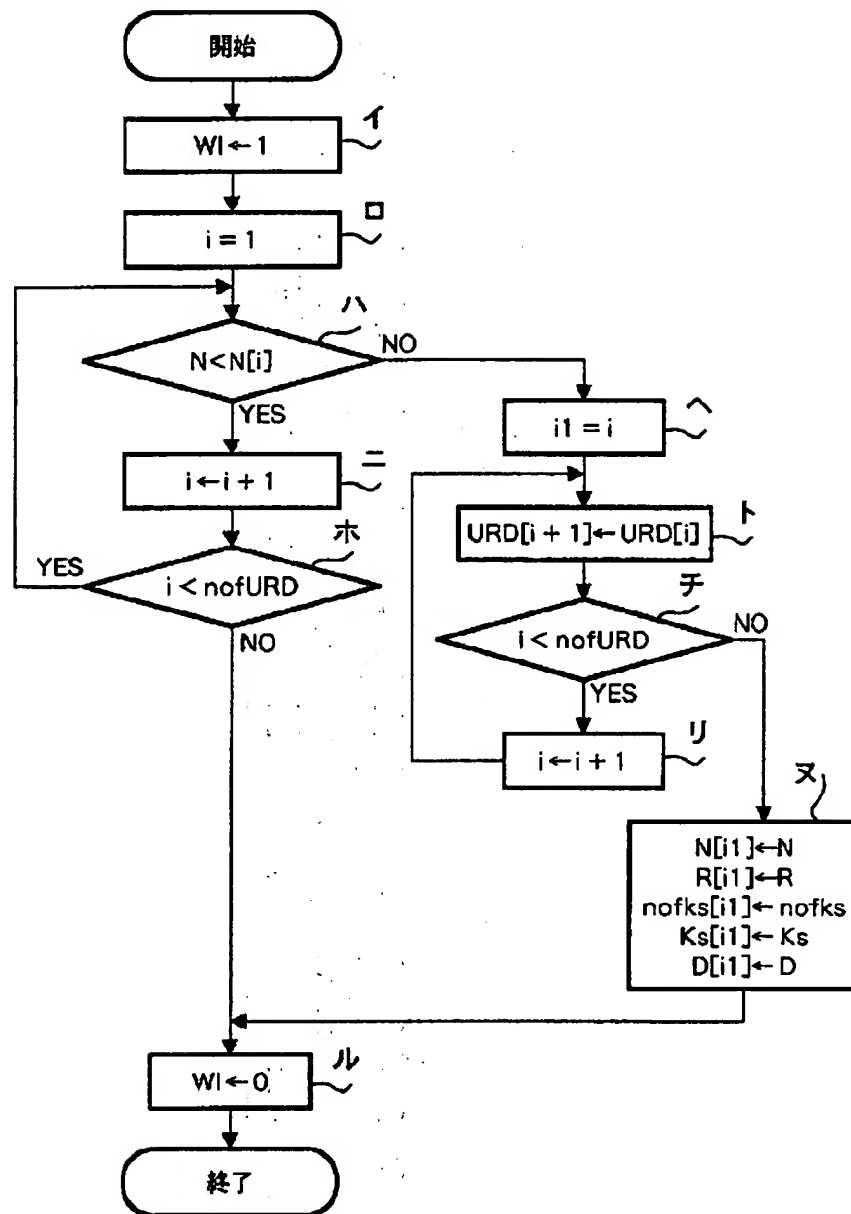 開始
イ
WI←1
ロ
i=1
ハ
N<N[i]
NO
YES
ヘ
i1=i
ニ
i←i+1
ト
URD[i+1]←URD[i]
ホ
YES
i<nofURD
NO
チ
i<nofURD
NO
YES
リ
i←i+1
ヌ
N[i1]←N
R[i1]←R
nofks[i1]←nofks
Ks[i1]←Ks
D[i1]←D
ル
WI←0
終了